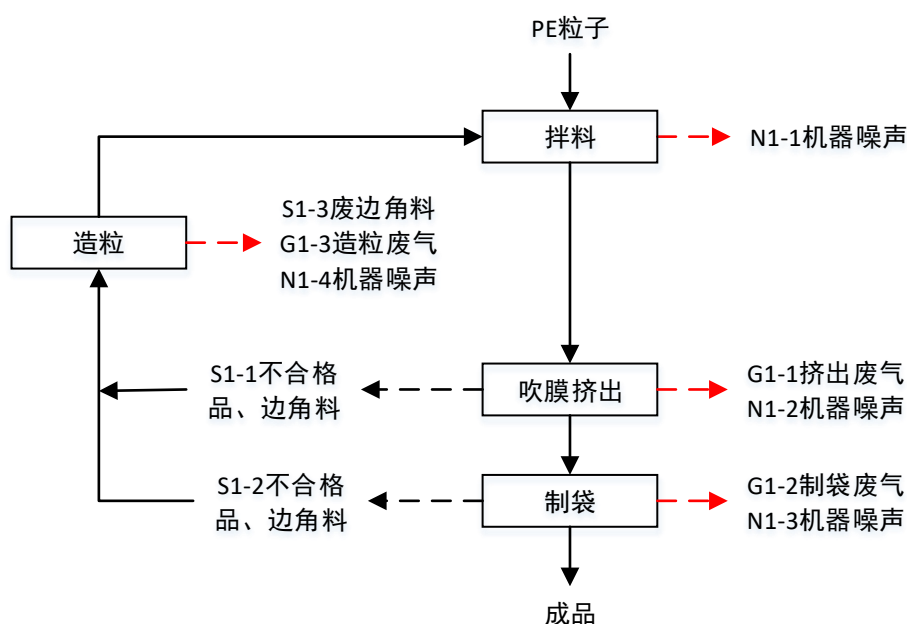 PE粒子
拌料
N1-1机器噪声
S1-3废边角料
造粒
G1-3造粒废气
N1-4机器噪声
S1-1不合格
品、边角料
吹膜挤出
G1-1挤出废气
N1-2机器噪声
S1-2不合格
品、边角料
制袋
G1-2制袋废气
N1-3机器噪声
成品